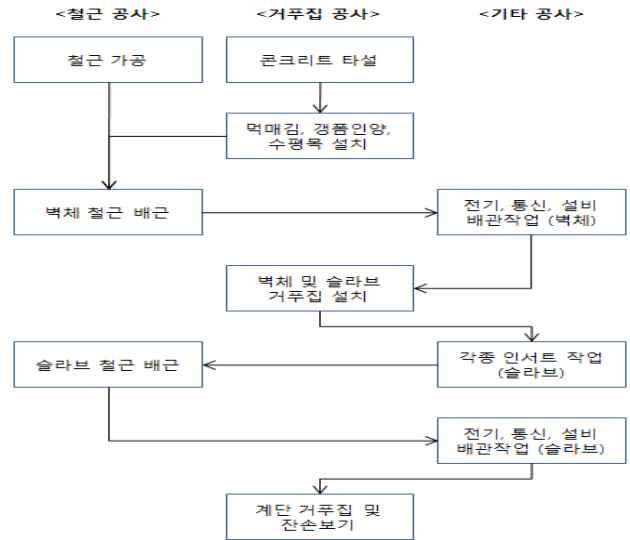 <철근 공사> <거푸집 공사> <기타 공사>
철근 가공
콘크리트 타설
먹매김, 갱폼인양,
수평목 설치
벽체 철근 배근
전기, 통신, 설비
배관작업 (벽체)
벽체 및 슬라브
거푸집 설치
슬라브 철근 배근
각종 인서트 작업
(슬라브)
전기, 통신, 설비
배관작업 (슬라브)
계단 거푸집 및
잔손보기